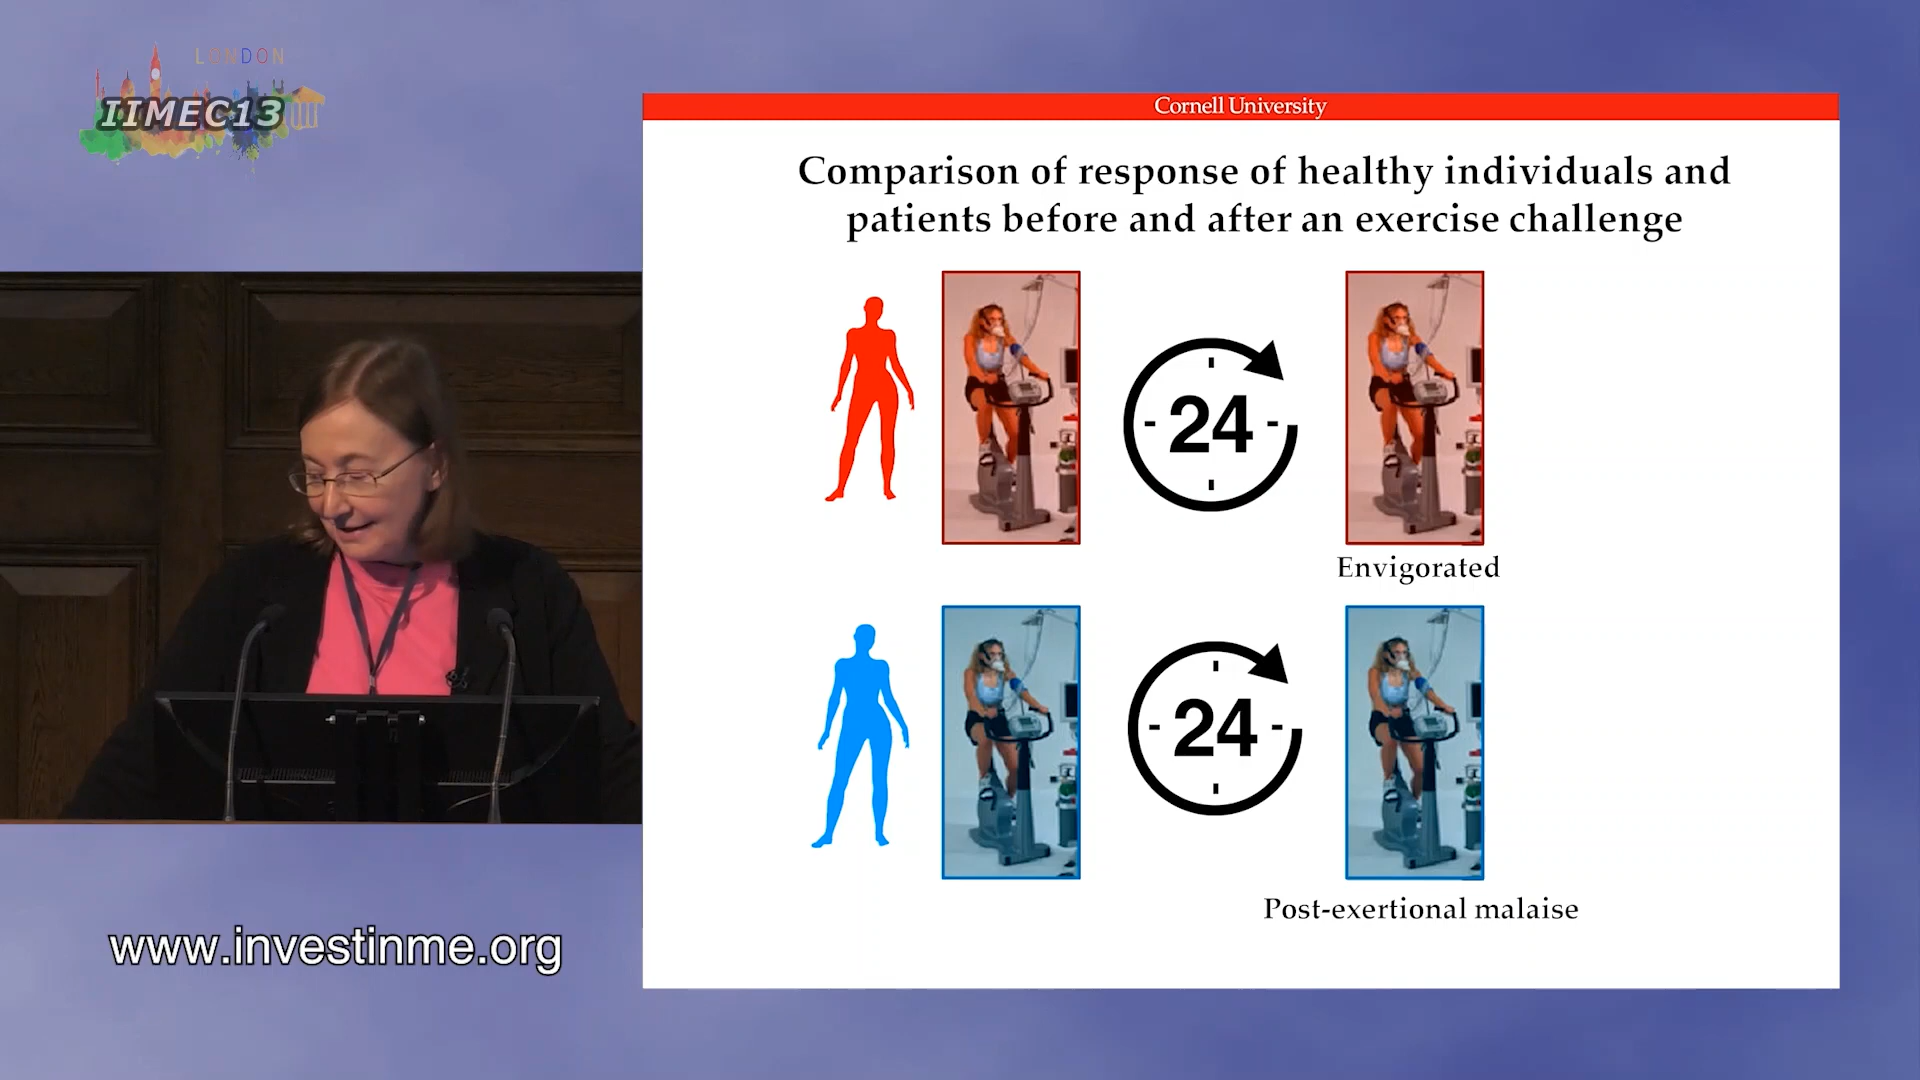 LONDON
IIMEC13
Cornell University
Comparison of response of healthy individuals and
patients before and after an exercise challenge
24
Envigorated
24
Post-exertional malaise
www.investinme.org